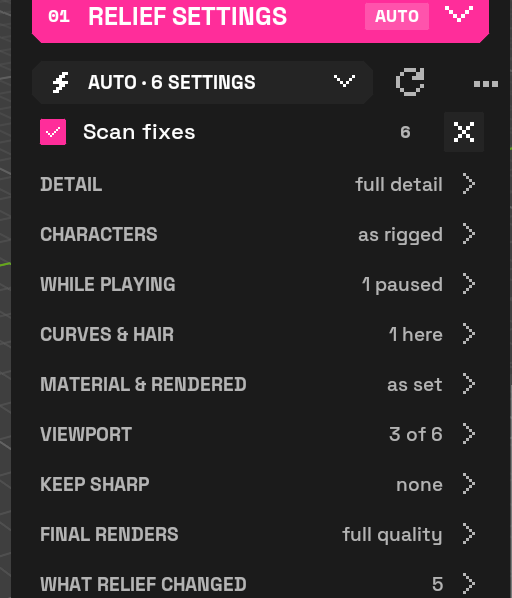 01 RELIEF SETTINGS AUTO
AUTO · 6 SETTINGS
Scan fixes 6
DETAIL full detail
CHARACTERS as rigged
WHILE PLAYING 1 paused
CURVES & HAIR 1 here
MATERIAL & RENDERED as set
VIEWPORT 3 of 6
KEEP SHARP none
FINAL RENDERS full quality
WHAT RELIEF CHANGED 5